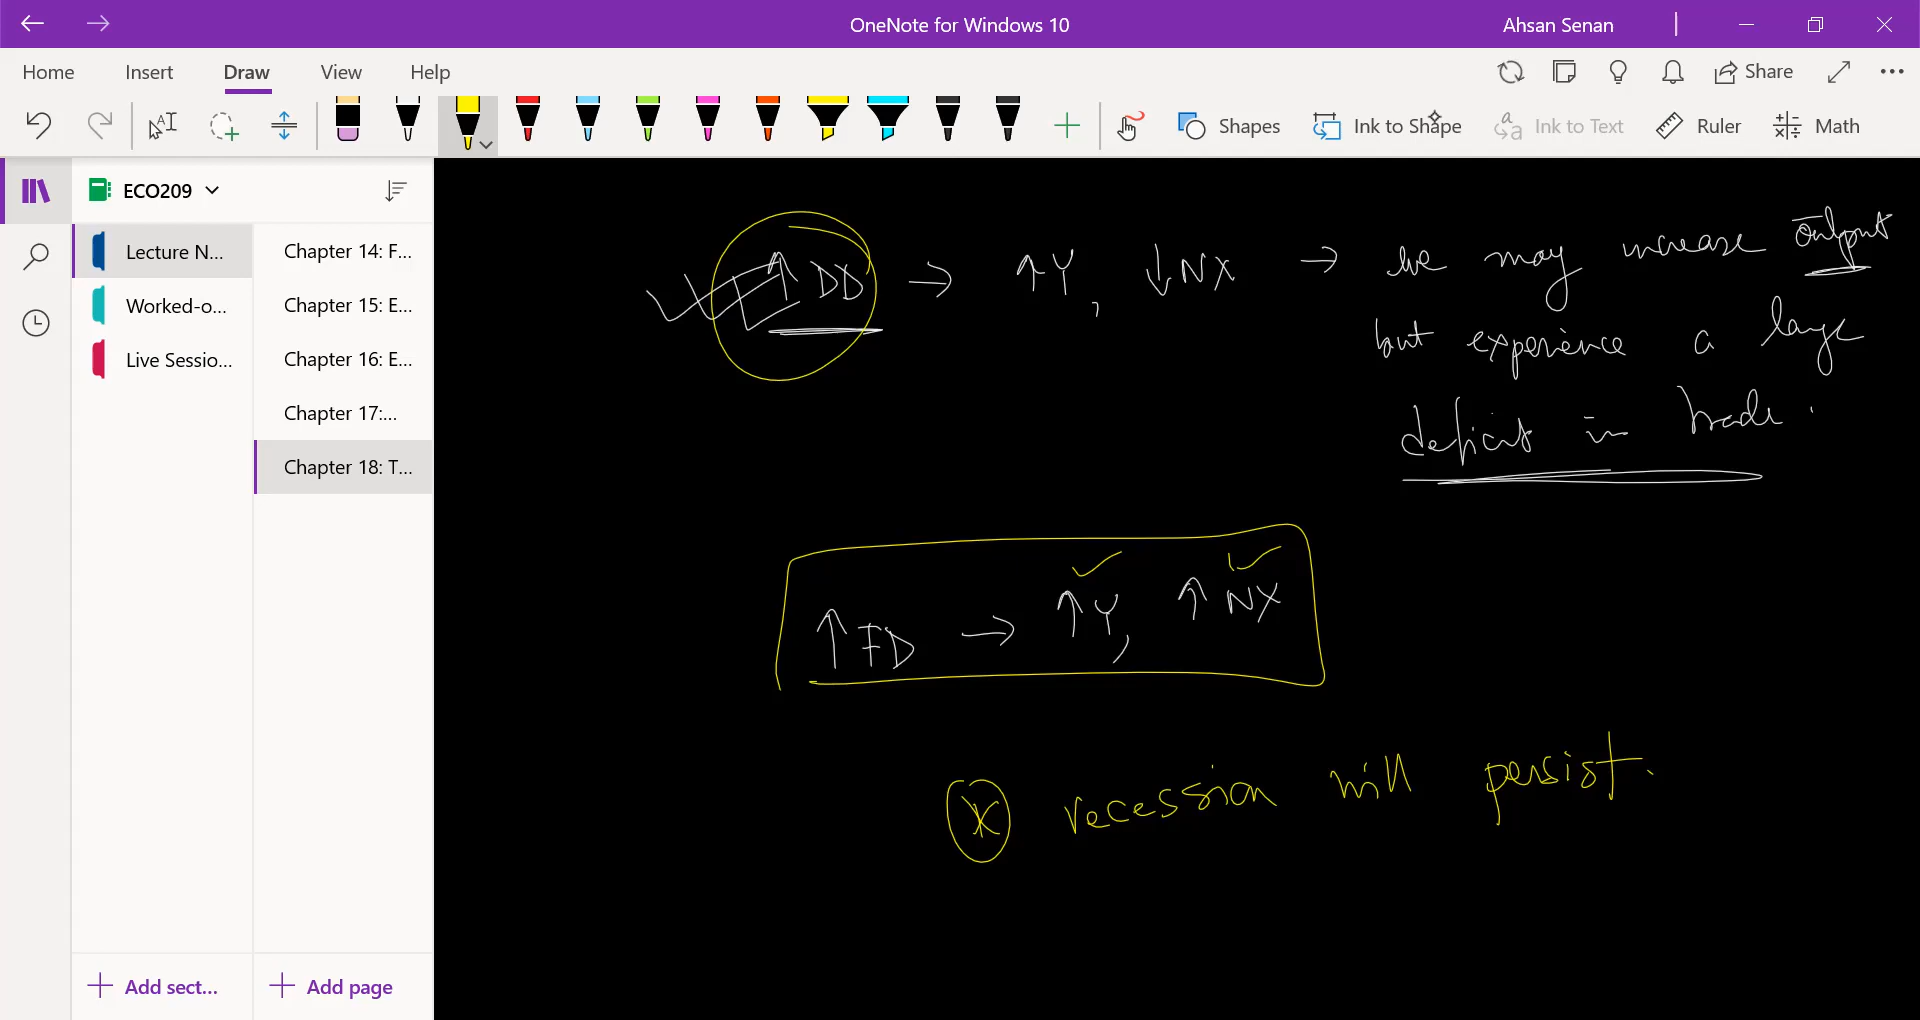 OneNote for Windows 10
Ahsan Senan
Home Insert Draw View Help
Share
Shapes Ink to Shape Ink to Text Ruler Math
ECO209
Lecture N...
Worked-o...
Live Sessio...
Chapter 14: F...
Chapter 15: E...
Chapter 16: E...
Chapter 17:...
Chapter 18: T...
↑ DD → ↑Y, ↓NX → we may increase output
but experience a large
deficit in trade.
↑ FD → ↑Y, ↑ NX
* recession will persist.
Add sect...
Add page